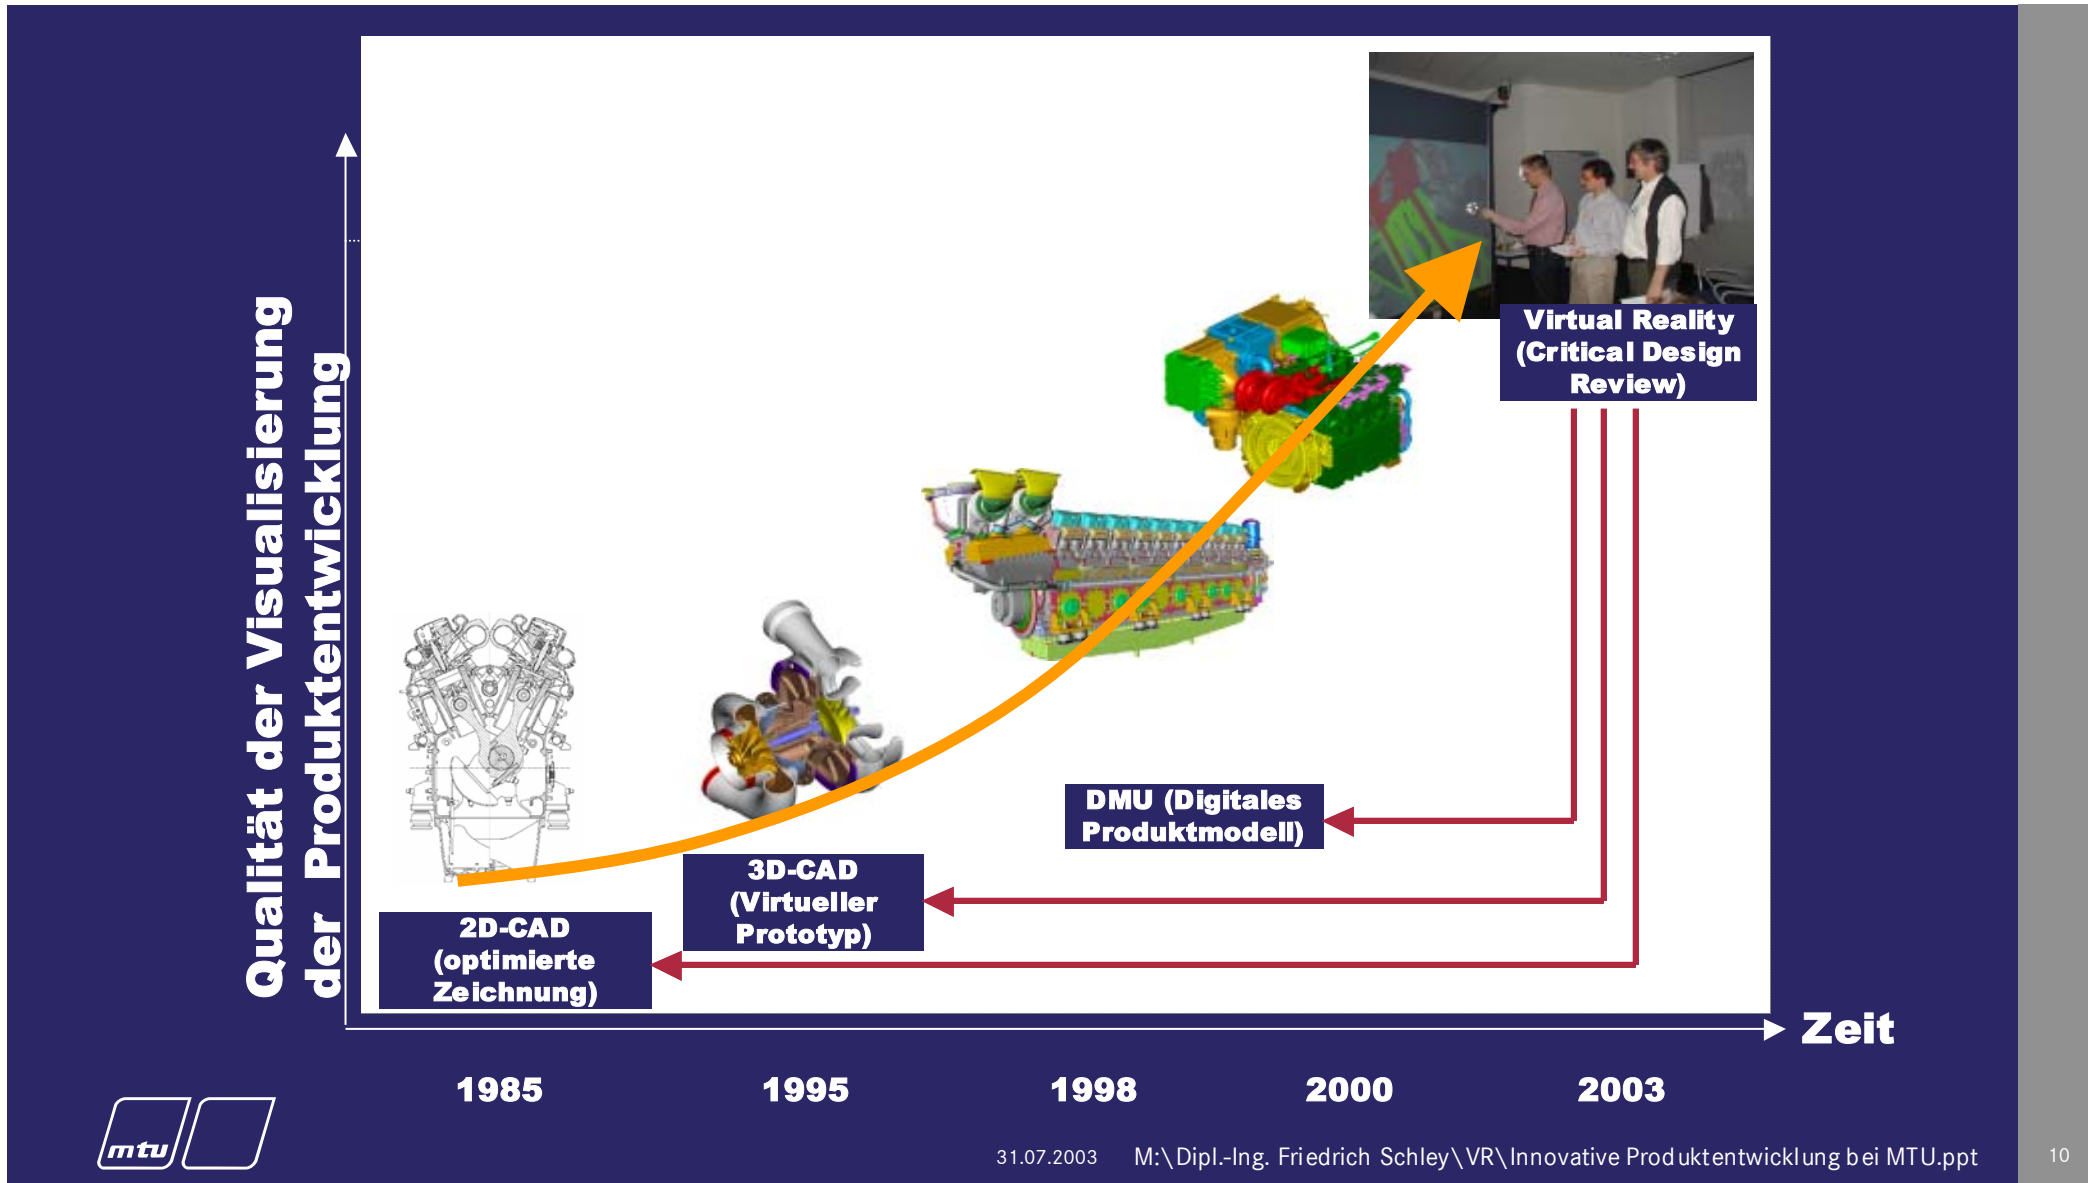 Qualität der Visualisierung
der Produktentwicklung
Virtual Reality
(Critical Design
Review)
DMU (Digitales
Produktmodell)
3D-CAD
(Virtueller
Prototyp)
2D-CAD
(optimierte
Zeichnung)
Zeit
1985 1995 1998 2000 2003
mtu
31.07.2003 M:\Dipl.-Ing. Friedrich Schley\VR\Innovative Produktentwicklung bei MTU.ppt 10